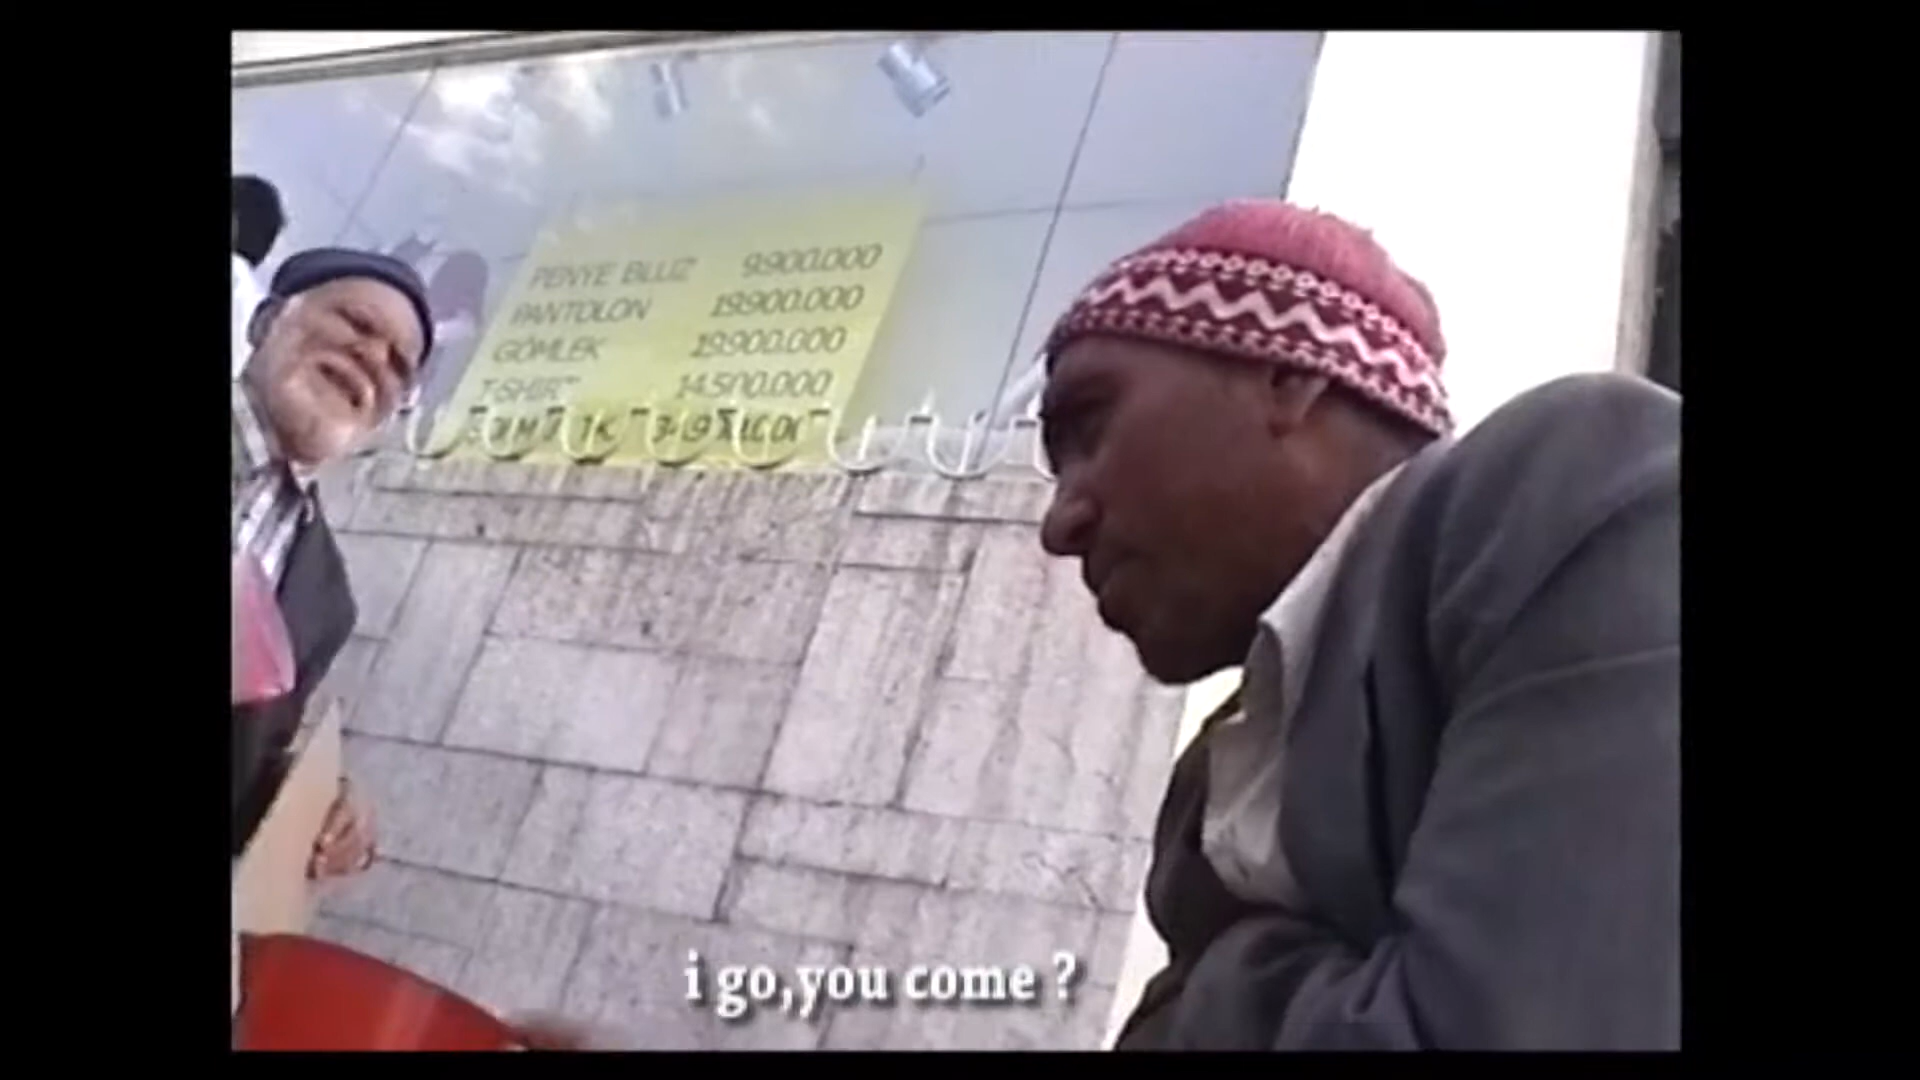 PENYE BLUZ 9.900.000
PANTOLON 19.900.000
GÖMLEK 19.900.000
T-SHIRT 14.500.000
i go,you come ?